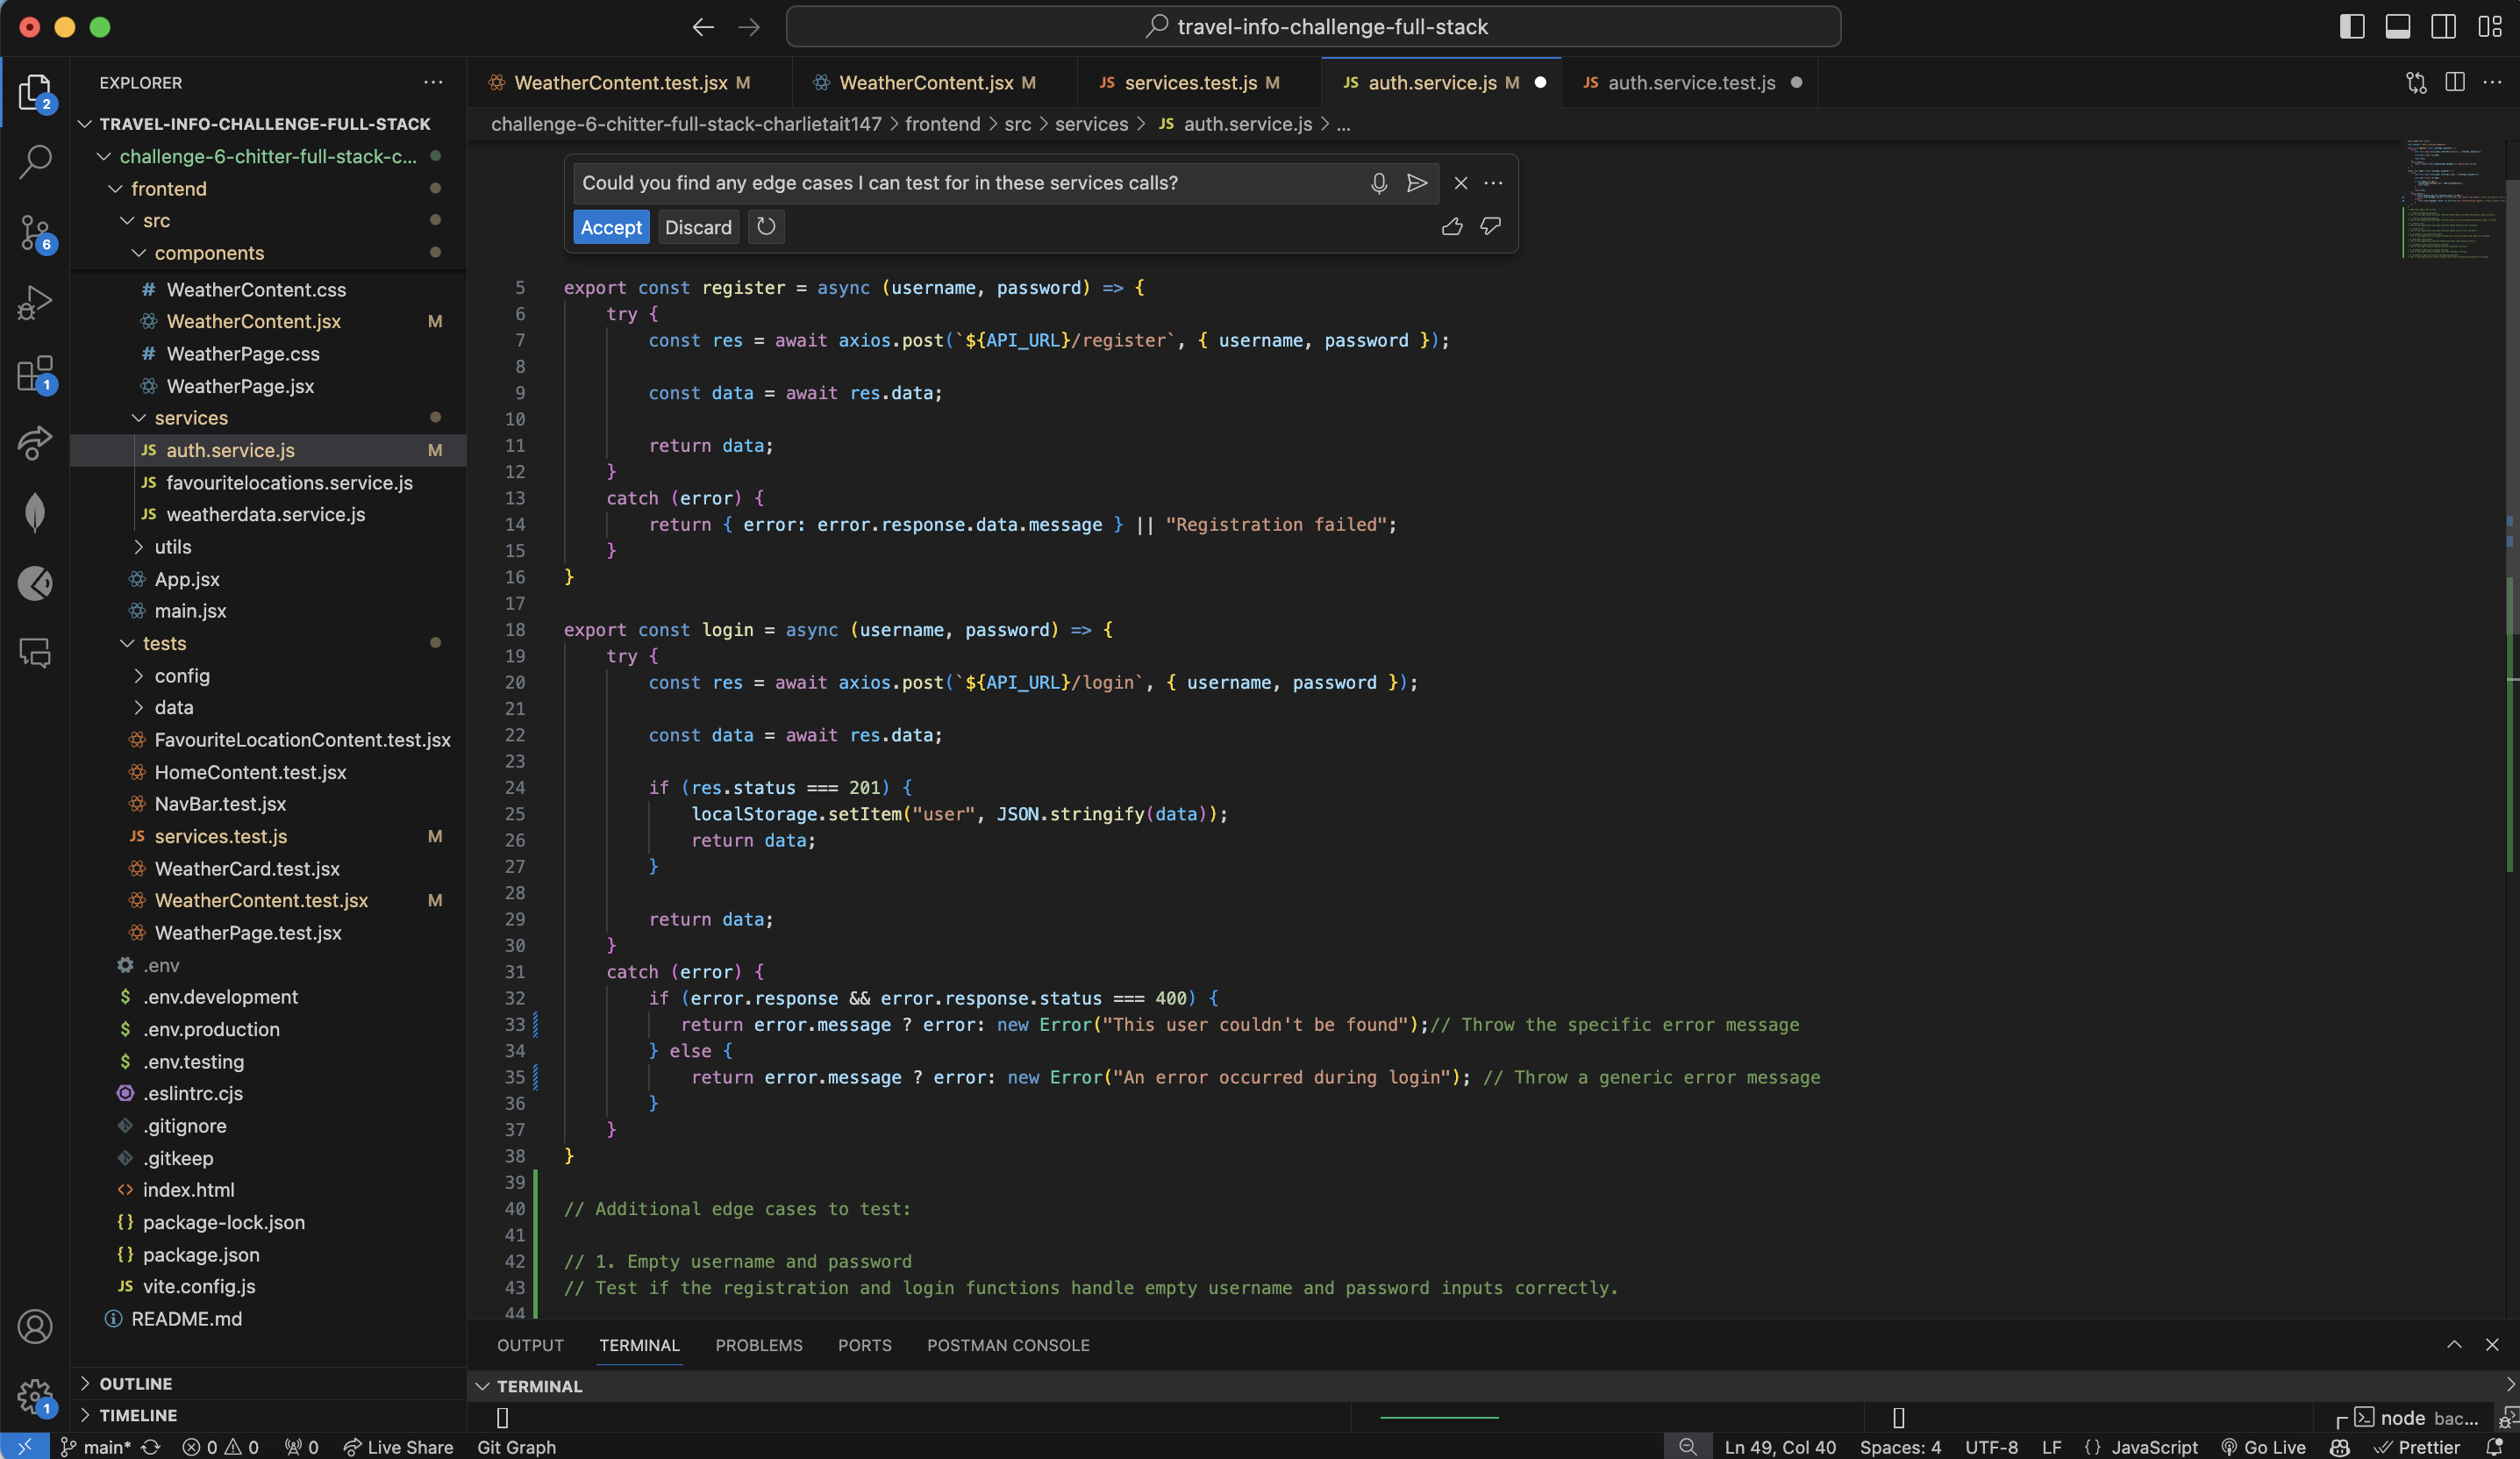 travel-info-challenge-full-stack
EXPLORER
TRAVEL-INFO-CHALLENGE-FULL-STACK
challenge-6-chitter-full-stack-c...
frontend
src
components
# WeatherContent.css
WeatherContent.jsx M
# WeatherPage.css
WeatherPage.jsx
services
JS auth.service.js M
JS favouritelocations.service.js
JS weatherdata.service.js
utils
App.jsx
main.jsx
tests
config
data
FavouriteLocationContent.test.jsx
HomeContent.test.jsx
NavBar.test.jsx
JS services.test.js M
WeatherCard.test.jsx
WeatherContent.test.jsx M
WeatherPage.test.jsx
.env
$ .env.development
$ .env.production
$ .env.testing
.eslintrc.cjs
.gitignore
.gitkeep
<> index.html
{} package-lock.json
{} package.json
JS vite.config.js
README.md
OUTLINE
TIMELINE
2
6
1
1
WeatherContent.test.jsx M
WeatherContent.jsx M
JS services.test.js M
JS auth.service.js M
JS auth.service.test.js
challenge-6-chitter-full-stack-charlietait147 > frontend > src > services > JS auth.service.js > ...
Could you find any edge cases I can test for in these services calls?
Accept Discard
5 export const register = async (username, password) => {
6 try {
7 const res = await axios.post(`${API_URL}/register`, { username, password });
8
9 const data = await res.data;
10
11 return data;
12 }
13 catch (error) {
14 return { error: error.response.data.message } || "Registration failed";
15 }
16 }
17
18 export const login = async (username, password) => {
19 try {
20 const res = await axios.post(`${API_URL}/login`, { username, password });
21
22 const data = await res.data;
23
24 if (res.status === 201) {
25 localStorage.setItem("user", JSON.stringify(data));
26 return data;
27 }
28
29 return data;
30 }
31 catch (error) {
32 if (error.response && error.response.status === 400) {
33 return error.message ? error: new Error("This user couldn't be found");// Throw the specific error message
34 } else {
35 return error.message ? error: new Error("An error occurred during login"); // Throw a generic error message
36 }
37 }
38 }
39
40 // Additional edge cases to test:
41
42 // 1. Empty username and password
43 // Test if the registration and login functions handle empty username and password inputs correctly.
44
OUTPUT TERMINAL PROBLEMS PORTS POSTMAN CONSOLE
TERMINAL
node bac...
main* 0 0 0 Live Share Git Graph
Ln 49, Col 40 Spaces: 4 UTF-8 LF {} JavaScript Go Live Prettier